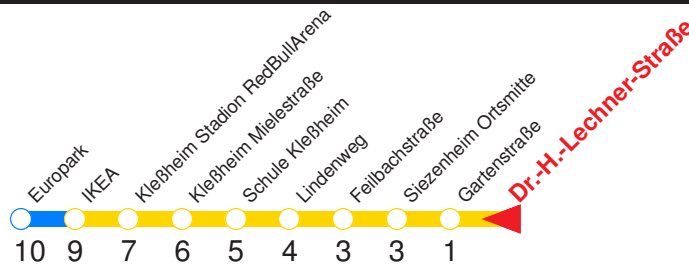 Europark
IKEA
Kleßheim Stadion RedBullArena
Kleßheim Mielestraße
Schule Kleßheim
Lindenweg
Feilbachstraße
Siezenheim Ortsmitte
Gartenstraße
Dr.-H.-Lechner-Straße
10 9 7 6 5 4 3 3 1